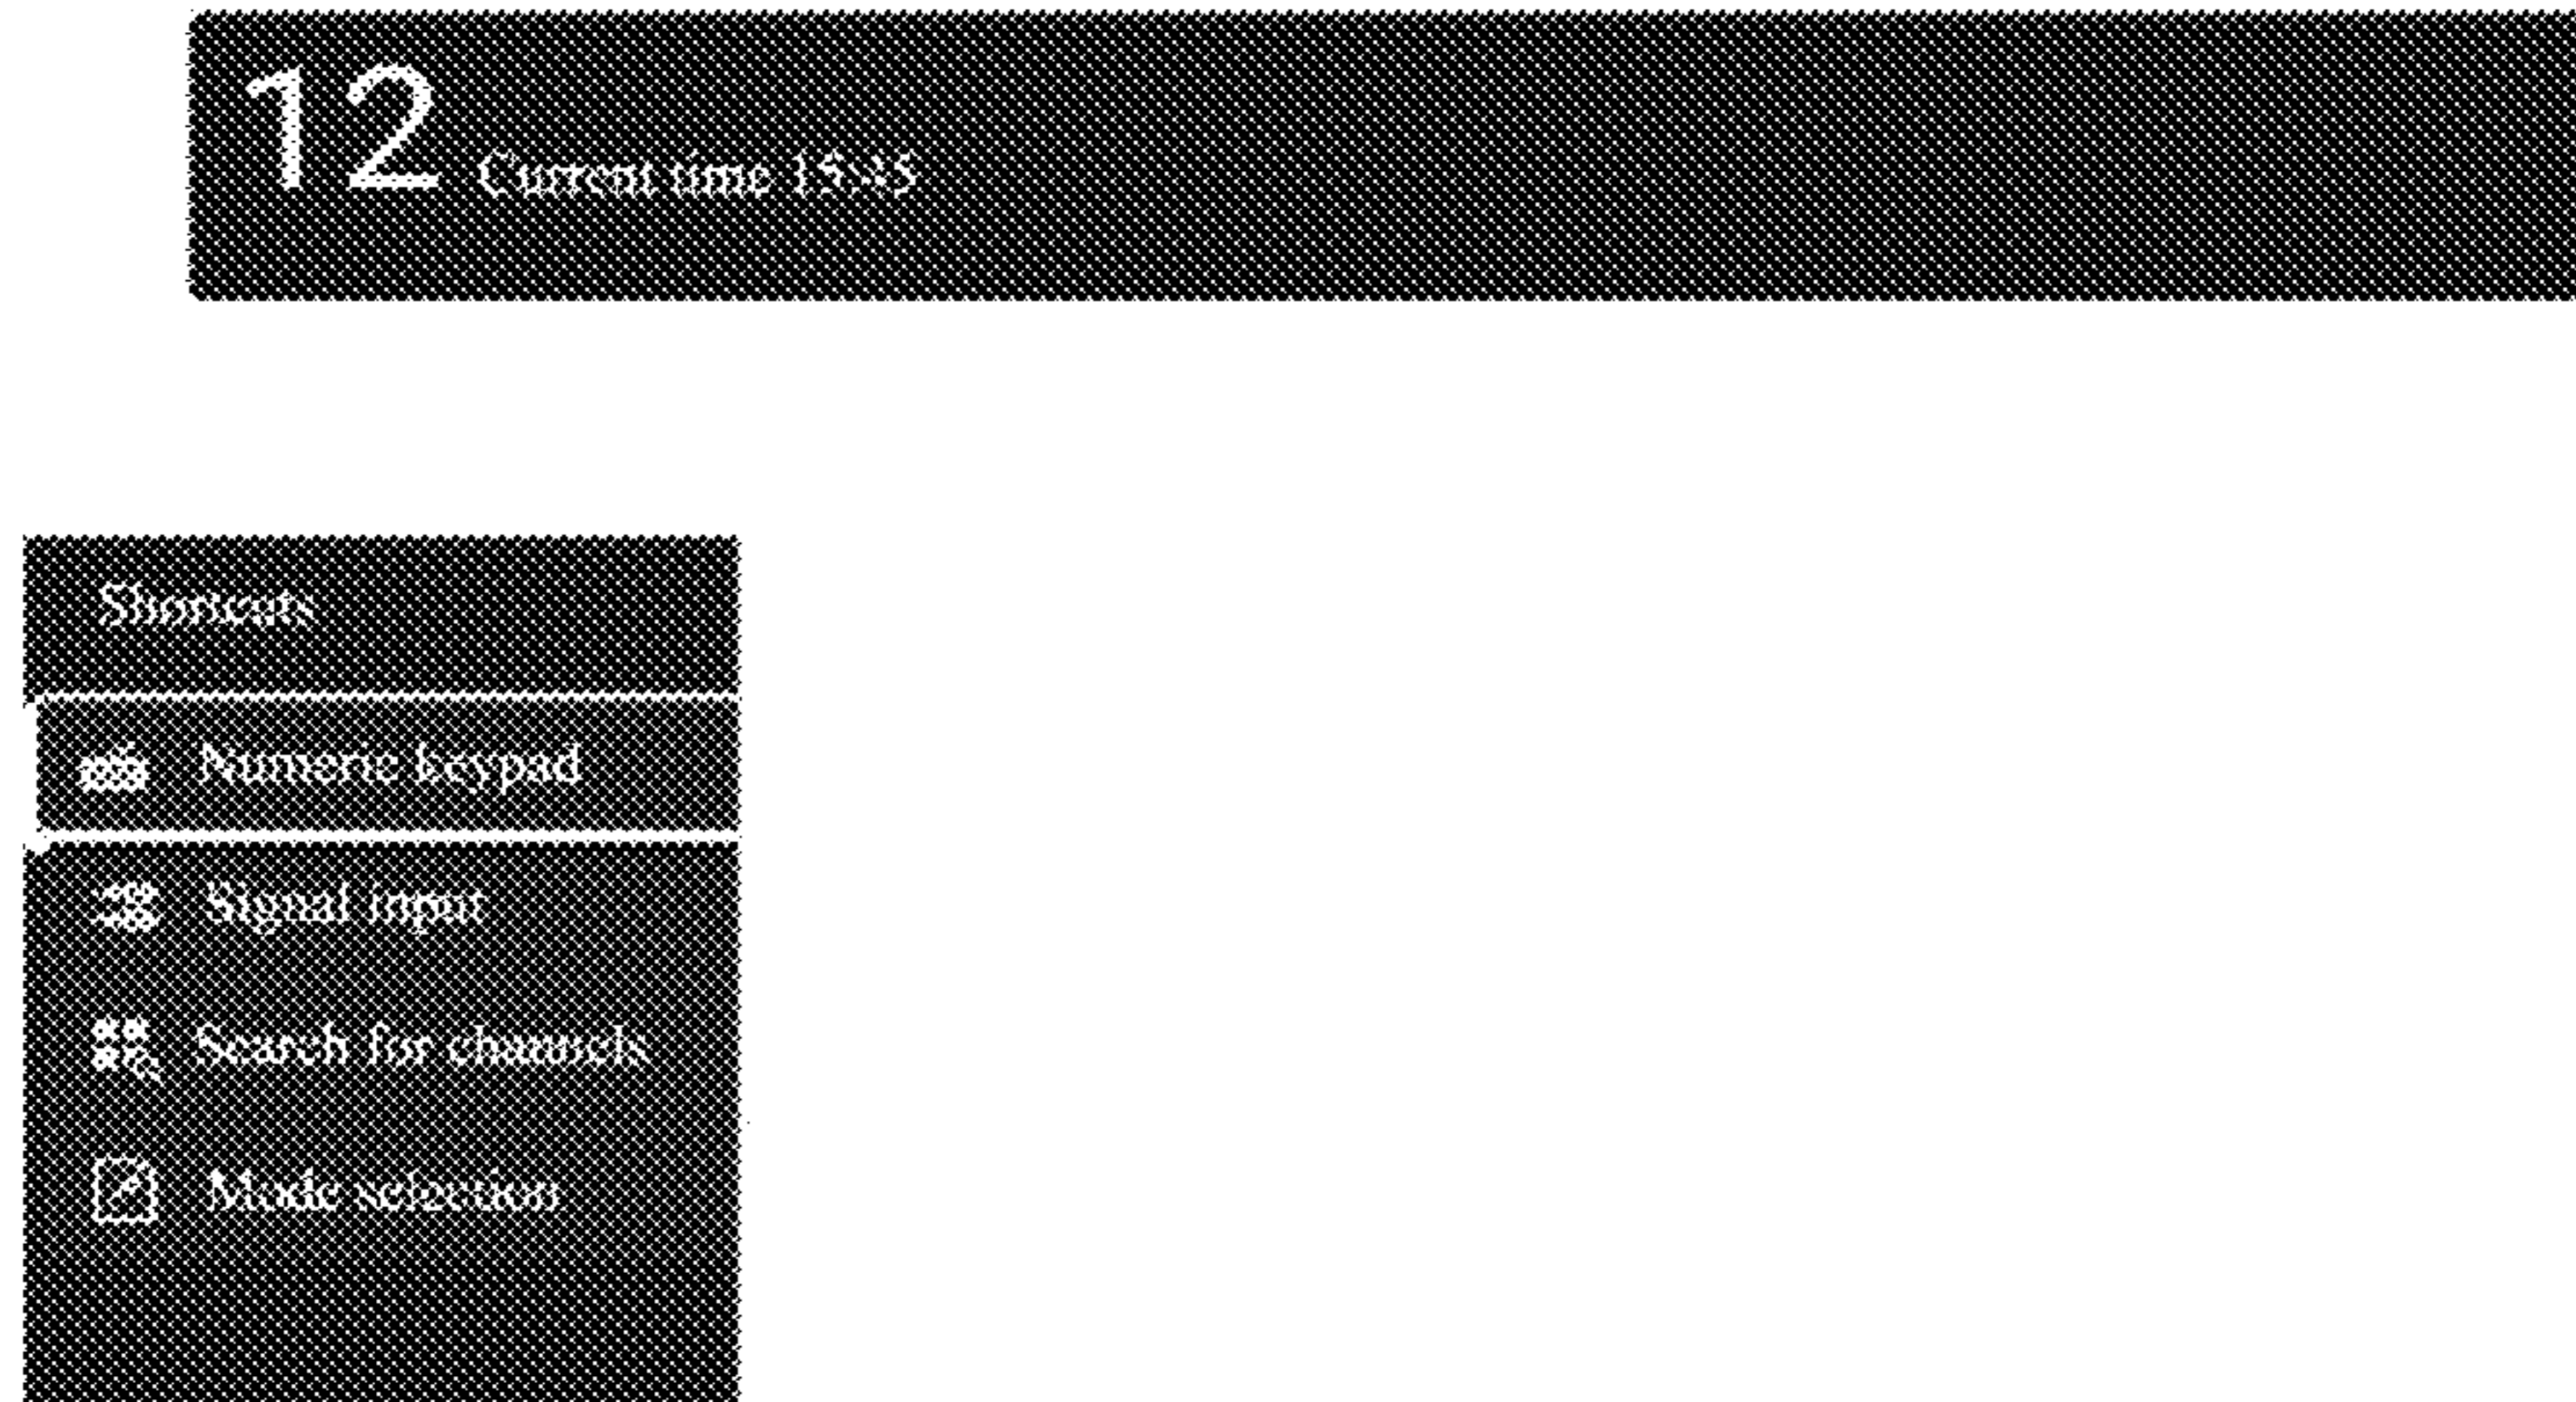 12 Current time 15:45
Shortcuts
Numeric keypad
Signal input
Search for channels
Mode selection